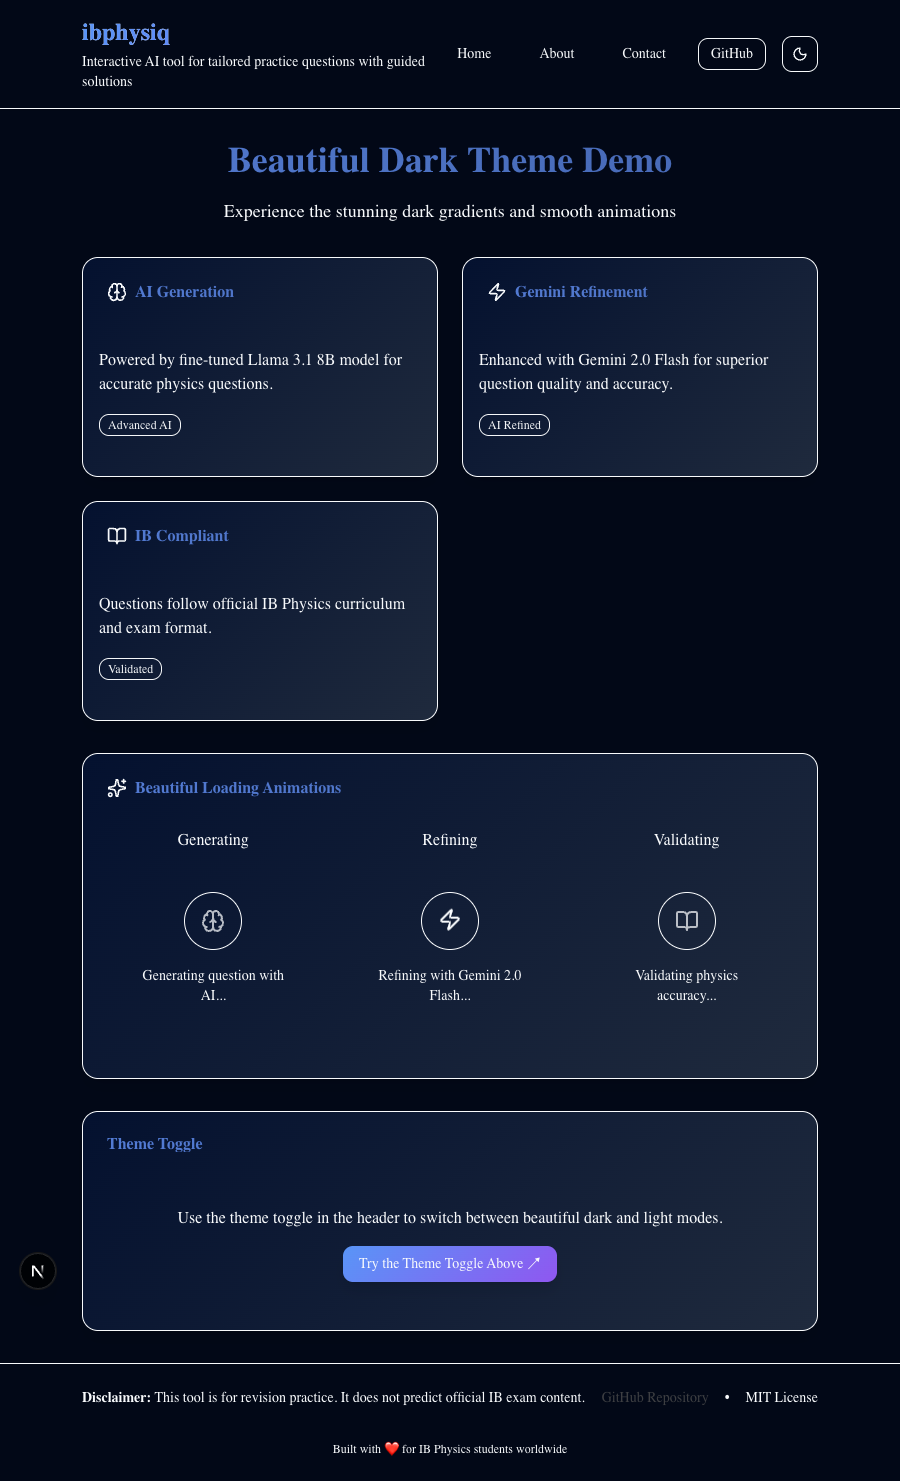 ibphysiq
Interactive AI tool for tailored practice questions with guided
solutions
Home
About
Contact
GitHub
Beautiful Dark Theme Demo
Experience the stunning dark gradients and smooth animations
AI Generation
Powered by fine-tuned Llama 3.1 8B model for
accurate physics questions.
Advanced AI
Gemini Refinement
Enhanced with Gemini 2.0 Flash for superior
question quality and accuracy.
AI Refined
IB Compliant
Questions follow official IB Physics curriculum
and exam format.
Validated
Beautiful Loading Animations
Generating
Refining
Validating
Generating question with
AI...
Refining with Gemini 2.0
Flash...
Validating physics
accuracy...
Theme Toggle
Use the theme toggle in the header to switch between beautiful dark and light modes.
Try the Theme Toggle Above ↗
N
Disclaimer: This tool is for revision practice. It does not predict official IB exam content.
GitHub Repository • MIT License
Built with ❤️ for IB Physics students worldwide